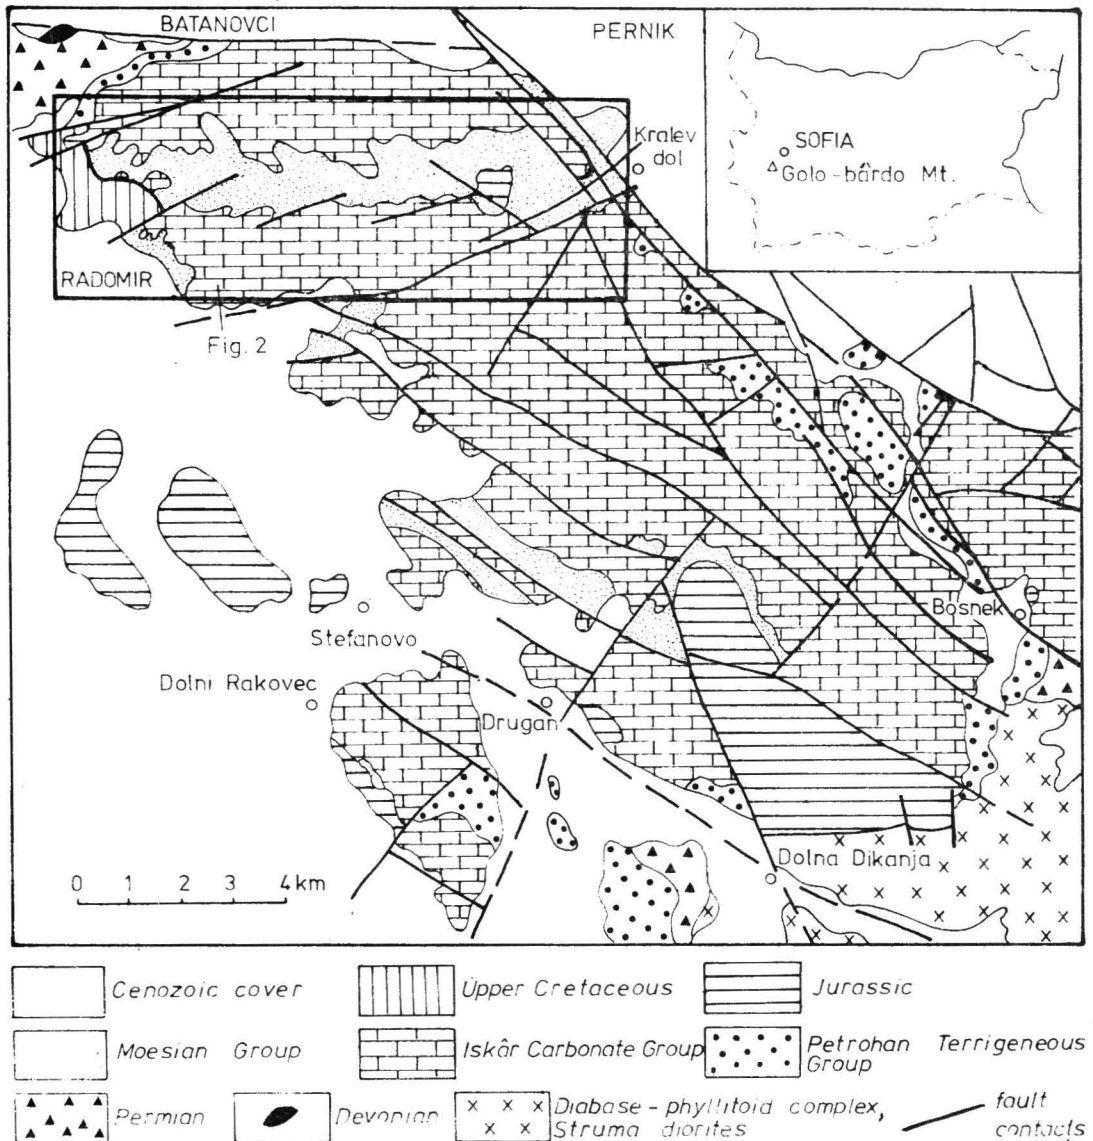 BATANOVCI
PERNIK
SOFIA
Golo-bârdo Mt.
Kralev
dol
RADOMIR
Fig. 2
Bosnek
Stefanovo
Dolni Rakovec
Drugan
Dolna Dikanja
0 1 2 3 4 km
Cenozoic cover
Upper Cretaceous
Jurassic
Moesian Group
Iskâr Carbonate Group
Petrohan Terrigeneous
Group
Permian
Devonian
Diabase - phyllitoid complex,
Struma diorites
fault
contacts